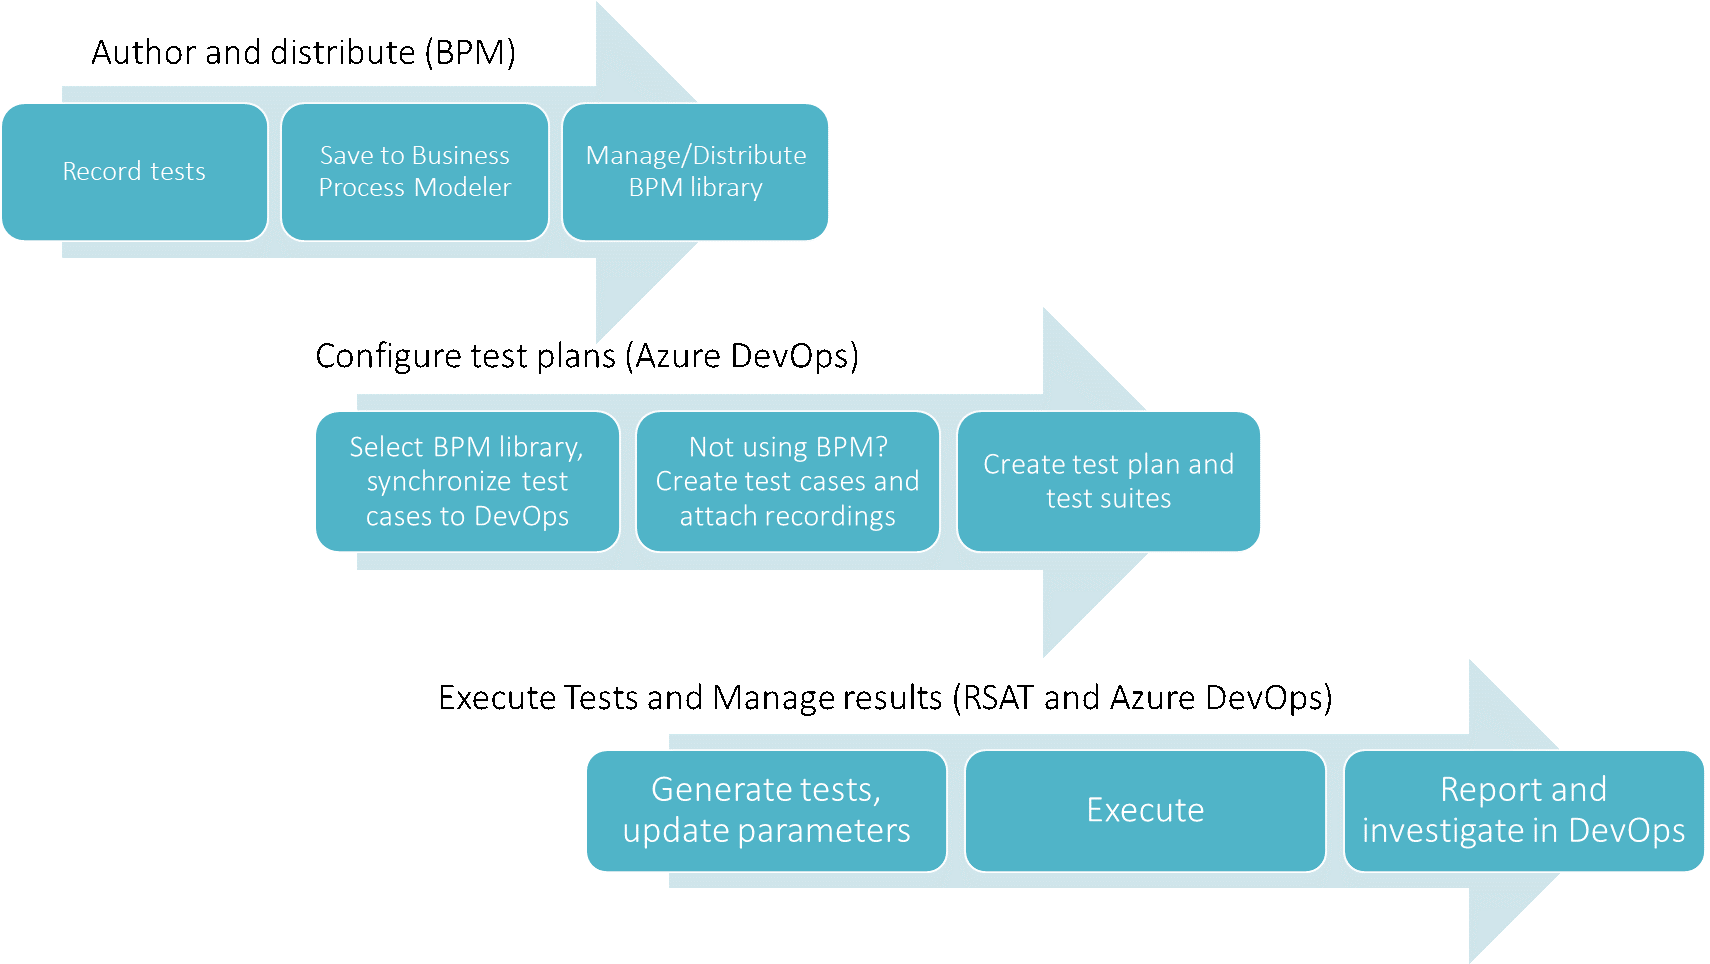 Author and distribute (BPM)
Record tests
Save to Business
Process Modeler
Manage/Distribute
BPM library
Configure test plans (Azure DevOps)
Select BPM library,
synchronize test
cases to DevOps
Not using BPM?
Create test cases and
attach recordings
Create test plan and
test suites
Execute Tests and Manage results (RSAT and Azure DevOps)
Generate tests,
update parameters
Execute
Report and
investigate in DevOps